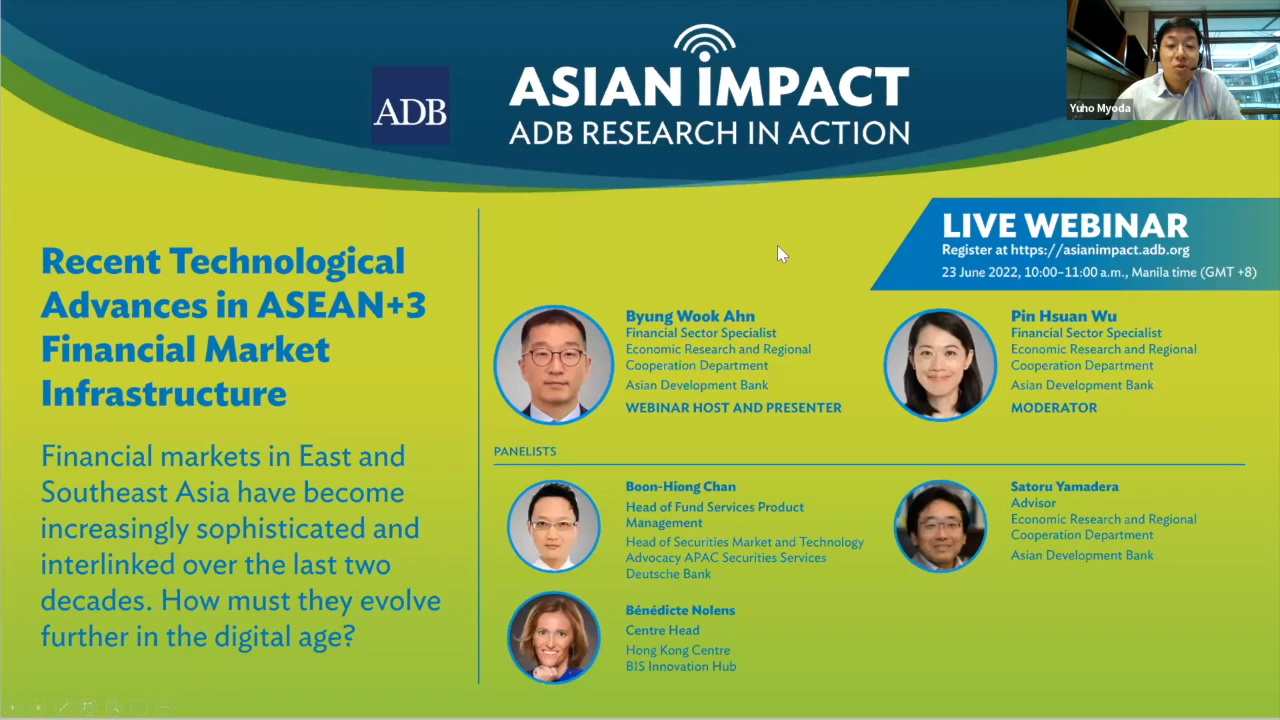 ADB
ASIAN IMPACT
ADB RESEARCH IN ACTION
Yuho Myoda
Recent Technological
Advances in ASEAN+3
Financial Market
Infrastructure
Financial markets in East and
Southeast Asia have become
increasingly sophisticated and
interlinked over the last two
decades. How must they evolve
further in the digital age?
LIVE WEBINAR
Register at https://asianimpact.adb.org
23 June 2022, 10:00–11:00 a.m., Manila time (GMT +8)
Byung Wook Ahn
Financial Sector Specialist
Economic Research and Regional
Cooperation Department
Asian Development Bank
WEBINAR HOST AND PRESENTER
Pin Hsuan Wu
Financial Sector Specialist
Economic Research and Regional
Cooperation Department
Asian Development Bank
MODERATOR
PANELISTS
Boon-Hiong Chan
Head of Fund Services Product
Management
Head of Securities Market and Technology
Advocacy APAC Securities Services
Deutsche Bank
Satoru Yamadera
Advisor
Economic Research and Regional
Cooperation Department
Asian Development Bank
Bénédicte Nolens
Centre Head
Hong Kong Centre
BIS Innovation Hub